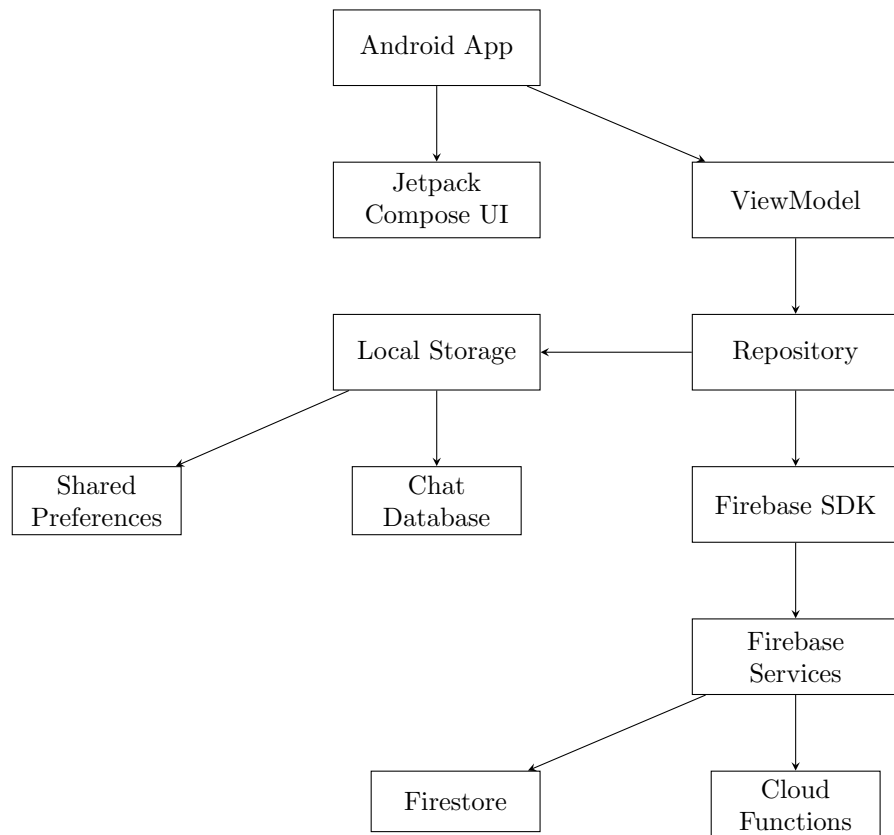 Android App
Jetpack
Compose UI
ViewModel
Local Storage
Repository
Shared
Preferences
Chat
Database
Firebase SDK
Firebase
Services
Firestore
Cloud
Functions